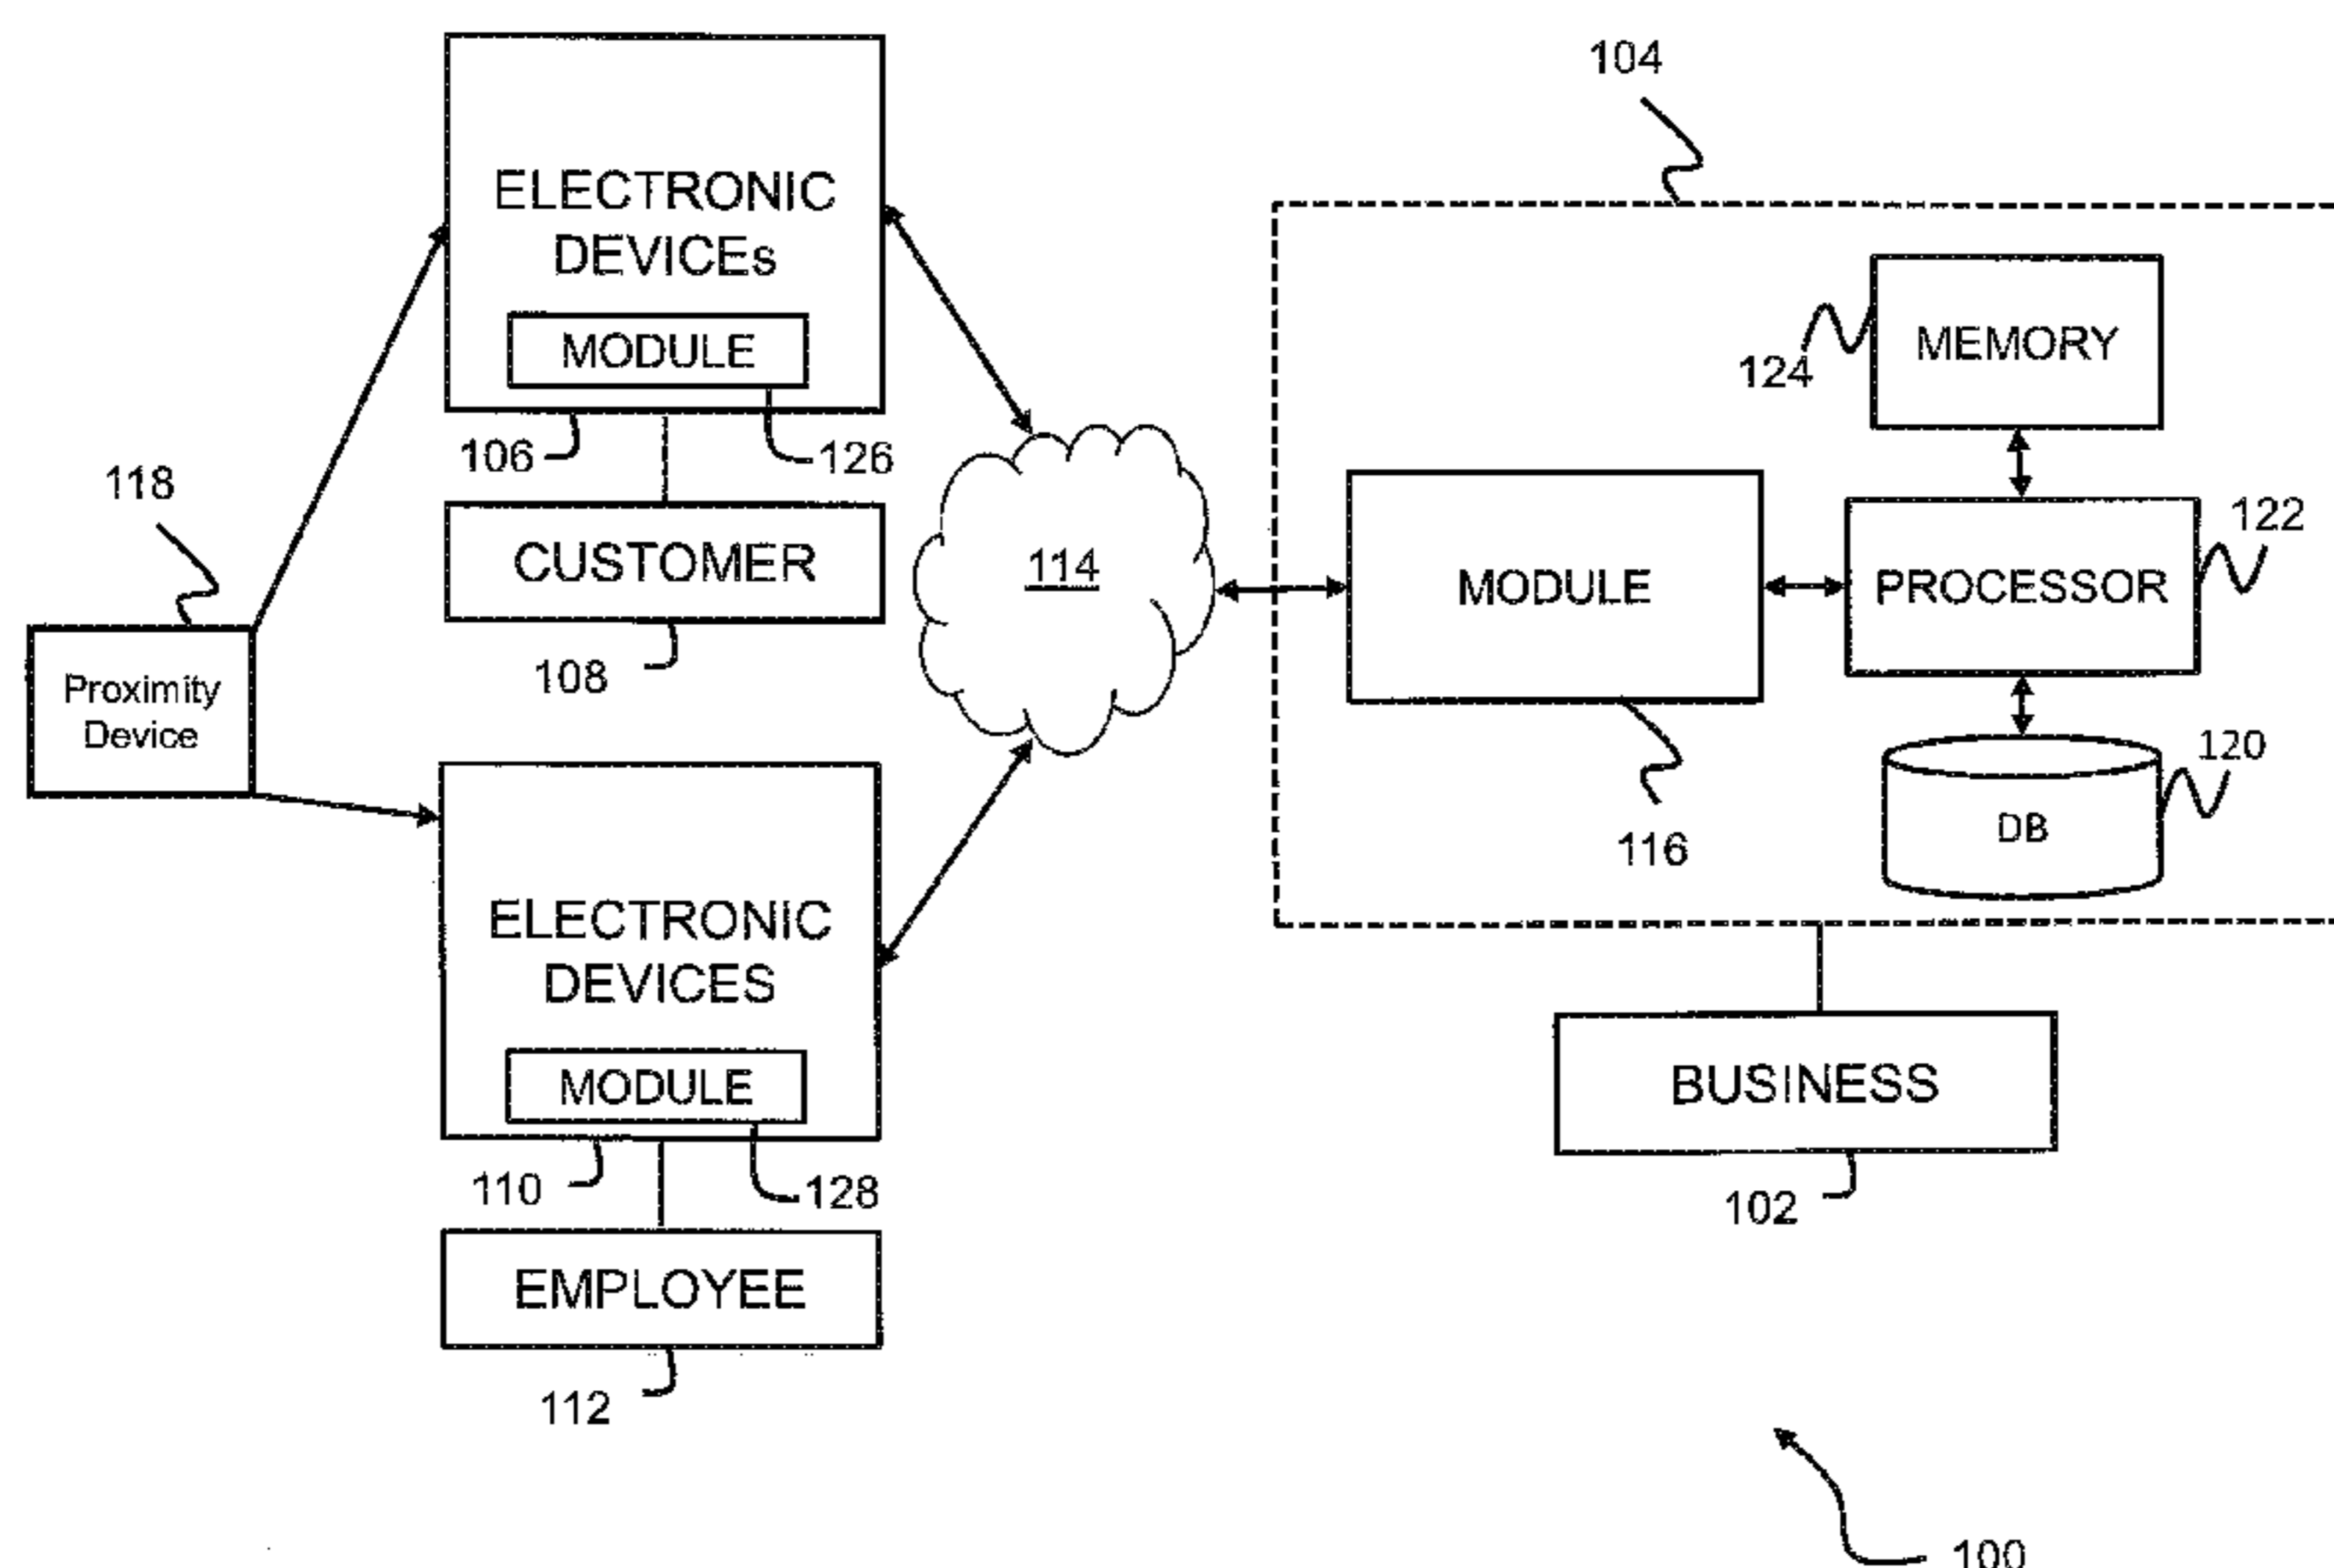 104
ELECTRONIC
DEVICEs
MODULE
106
126
118
CUSTOMER
108
Proximity
Device
114
MEMORY
124
MODULE
PROCESSOR
122
116
DB
120
ELECTRONIC
DEVICES
MODULE
110
128
EMPLOYEE
112
BUSINESS
102
100